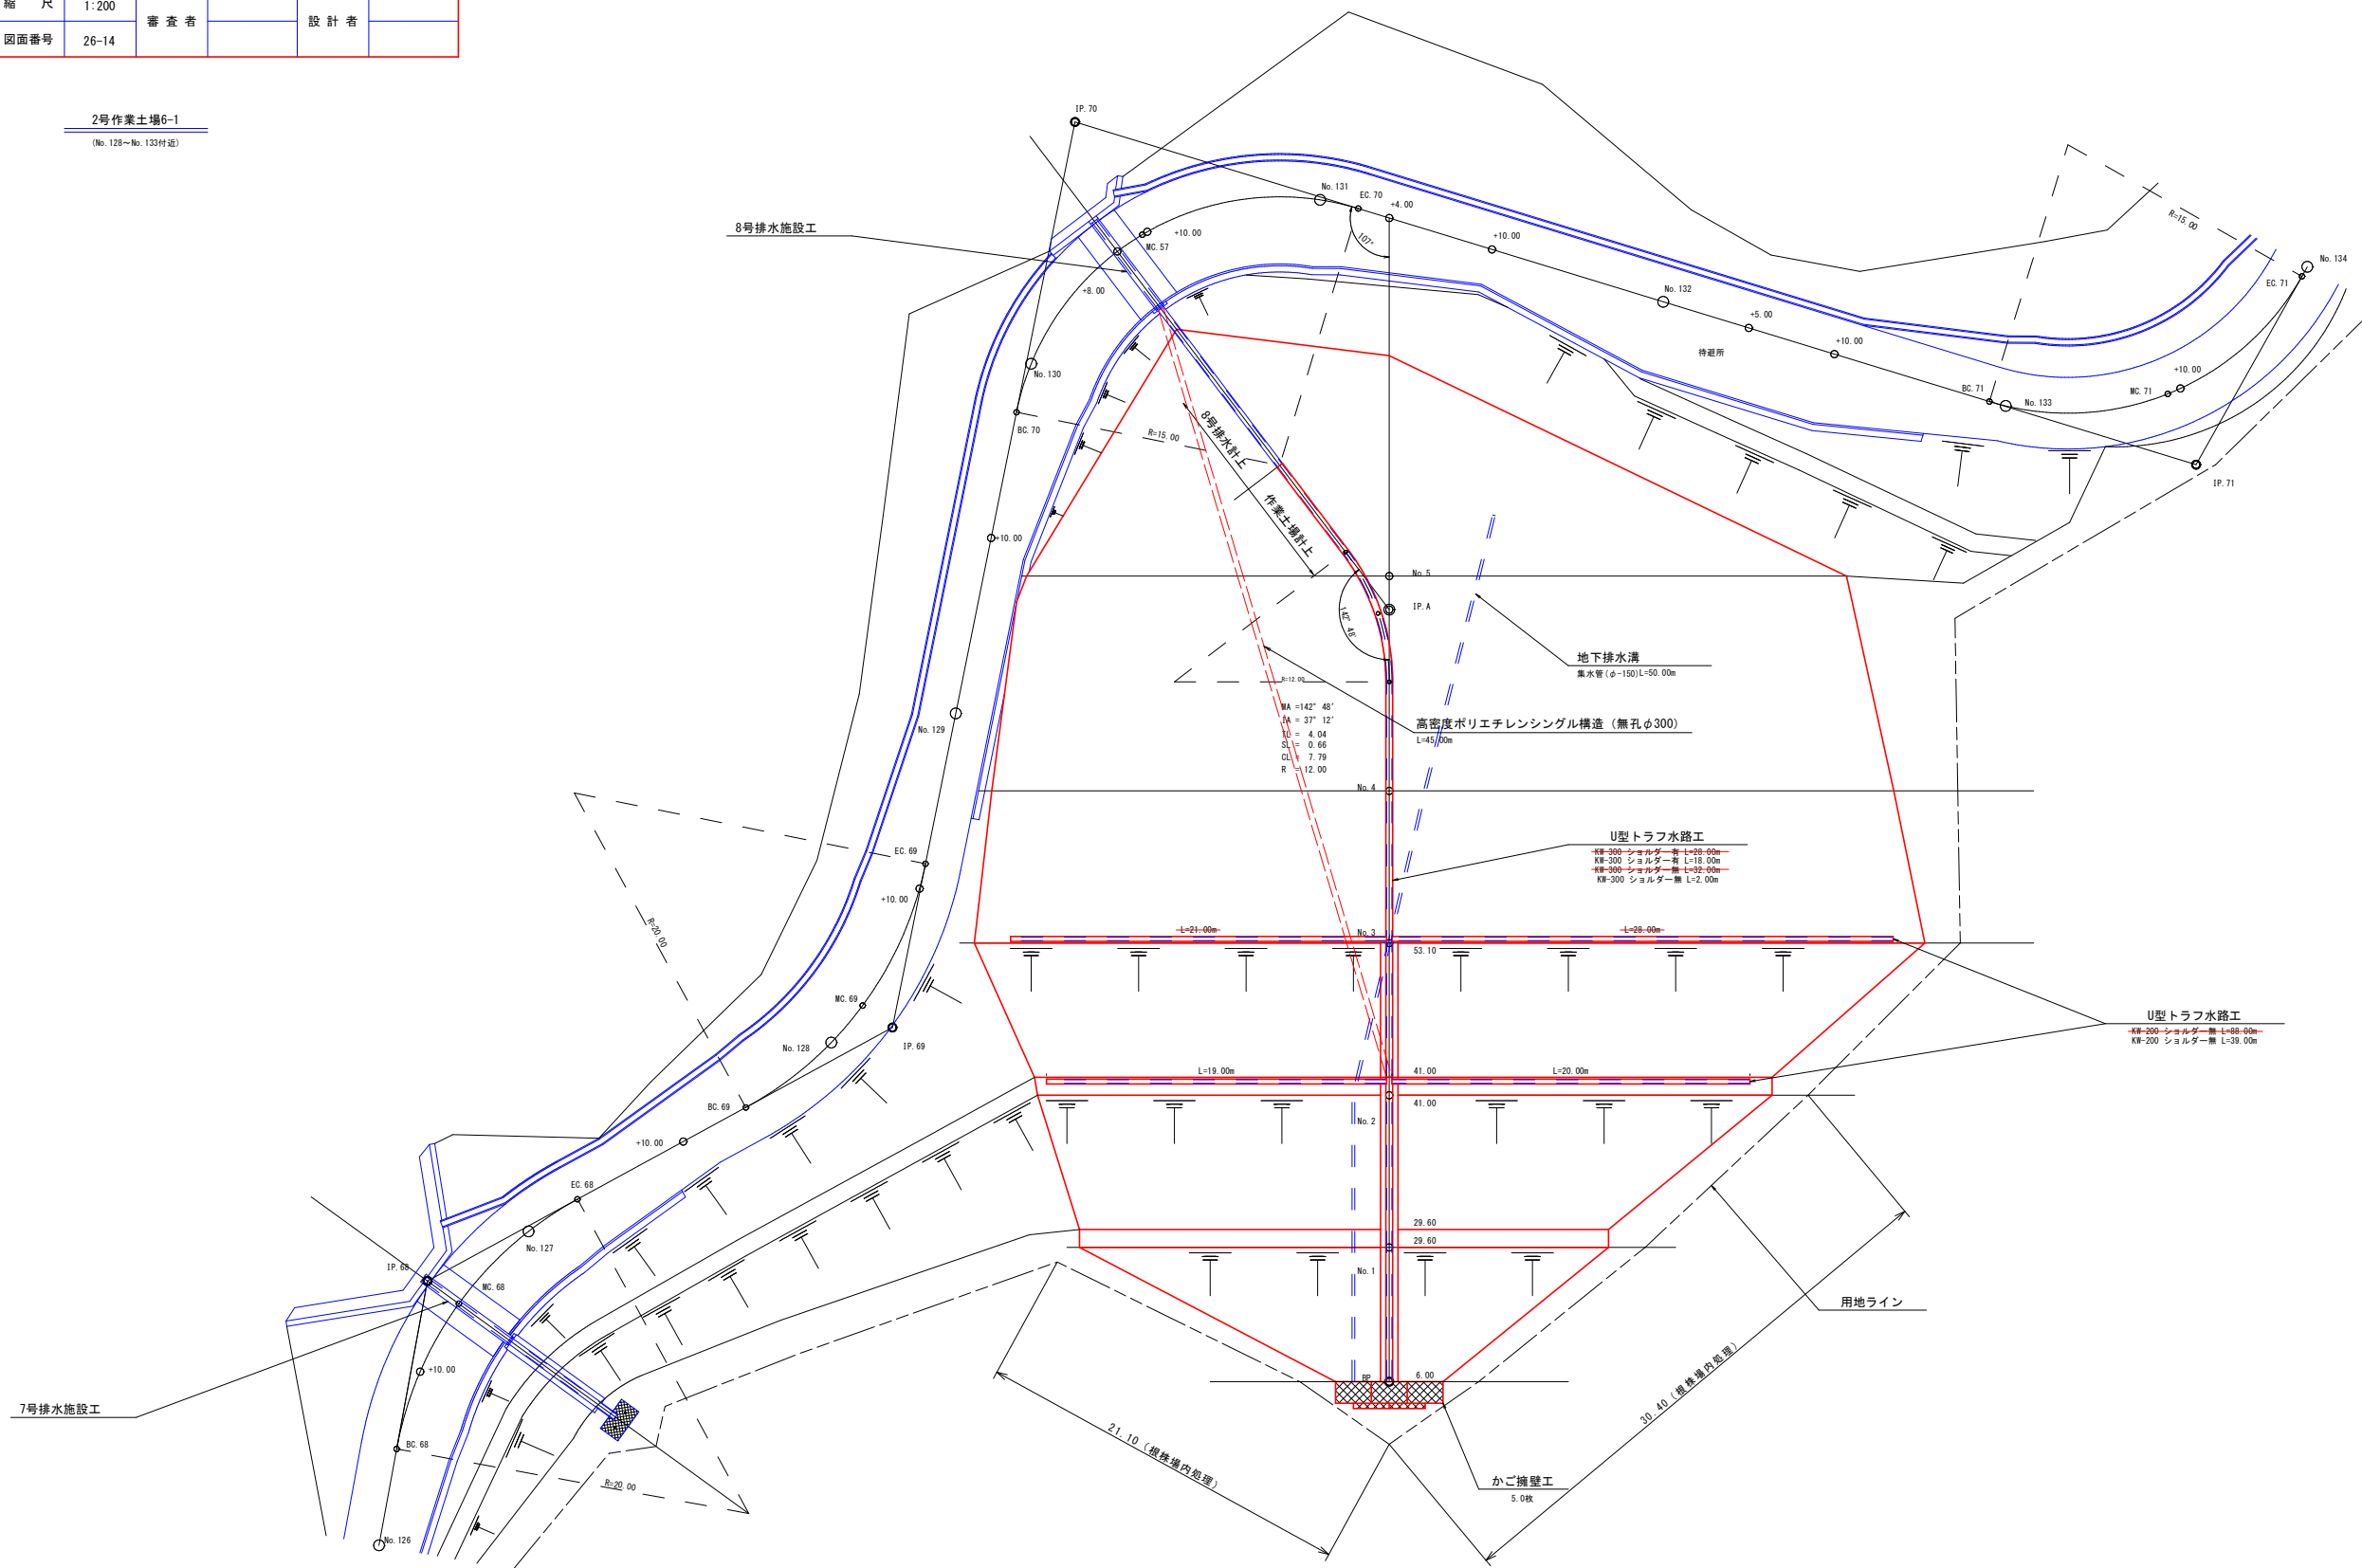 縮 尺
1:200
審 査 者
設 計 者
図面番号
26-14
2号作業土場6-1
(No.128～No.133付近)
IP.70
No.131
EC.70
+4.00
8号排水施設工
MC.57
+10.00
107°
+10.00
R=15.00
No.134
EC.71
+8.00
No.132
+5.00
待避所
+10.00
No.130
+10.00
BC.71
MC.71
No.133
BC.70
R=15.00
8号排水計上
IP.71
作業土場計上
+10.00
No.5
IP.A
142° 48'
地下排水溝
集水管(φ-150)L=50.00m
R=12.00
MA =142° 48'
IA = 37° 12'
TL = 4.04
SL = 0.66
CL = 7.79
R = 12.00
高密度ポリエチレンシングル構造（無孔φ300）
L=45.00m
No.129
No.4
U型トラフ水路工
KW-300 ショルダー有 L=28.00m
KW-300 ショルダー有 L=18.00m
KW-300 ショルダー無 L=32.00m
KW-300 ショルダー無 L=2.00m
EC.69
+10.00
R=20.00
L=21.00m
No.3
L=28.00m
53.10
MC.69
No.128
IP.69
U型トラフ水路工
KW-200 ショルダー無 L=88.00m
KW-200 ショルダー無 L=39.00m
L=19.00m
41.00
L=20.00m
41.00
BC.69
No.2
+10.00
EC.68
29.60
29.60
No.127
IP.68
No.1
MC.68
用地ライン
+10.00
BP
6.00
30.40（根株場内処理）
7号排水施設工
21.10（根株場内処理）
BC.68
R=20.00
かご擁壁工
5.0枚
No.126